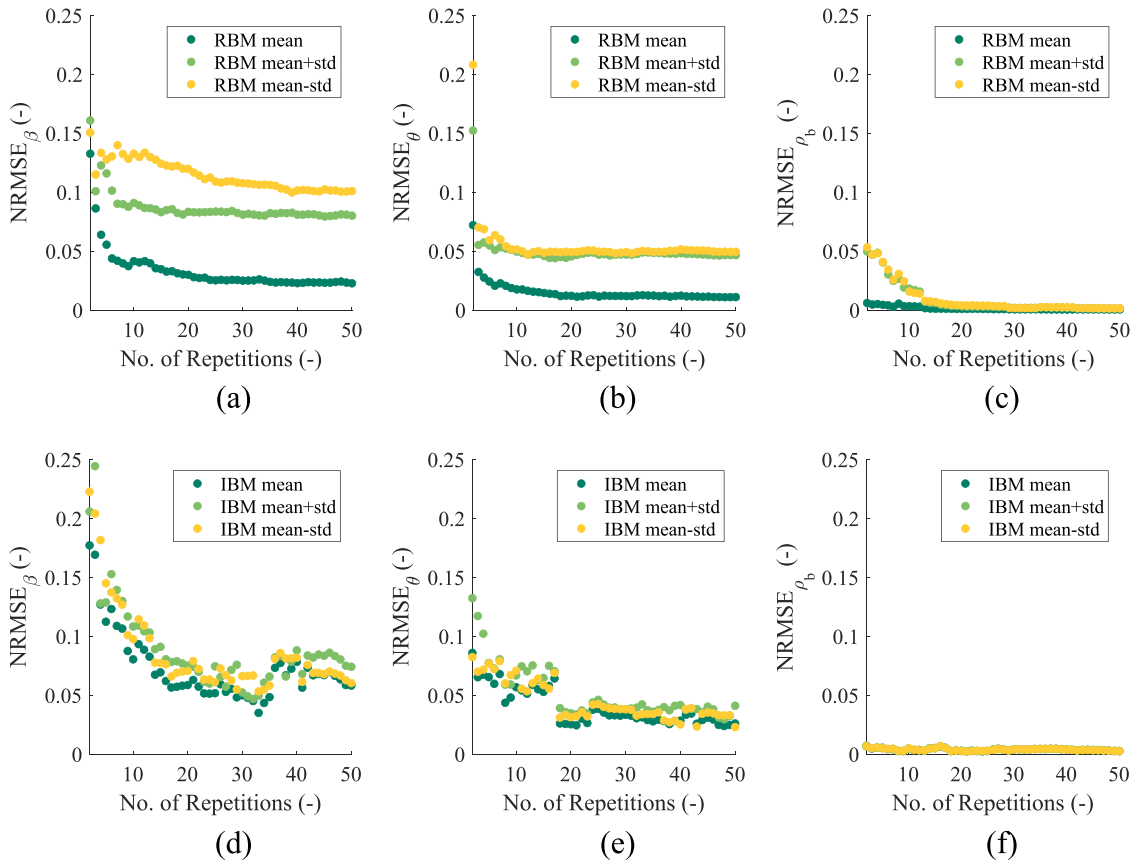 0.25
0.2
0.15
0.1
0.05
0
10
20
30
40
50
NRMSE_β (-)
No. of Repetitions (-)
RBM mean
RBM mean+std
RBM mean-std
(a)
0.25
0.2
0.15
0.1
0.05
0
10
20
30
40
50
NRMSE_θ (-)
No. of Repetitions (-)
RBM mean
RBM mean+std
RBM mean-std
(b)
0.25
0.2
0.15
0.1
0.05
0
10
20
30
40
50
NRMSE_ρ_b (-)
No. of Repetitions (-)
RBM mean
RBM mean+std
RBM mean-std
(c)
0.25
0.2
0.15
0.1
0.05
0
10
20
30
40
50
NRMSE_β (-)
No. of Repetitions (-)
IBM mean
IBM mean+std
IBM mean-std
(d)
0.25
0.2
0.15
0.1
0.05
0
10
20
30
40
50
NRMSE_θ (-)
No. of Repetitions (-)
IBM mean
IBM mean+std
IBM mean-std
(e)
0.25
0.2
0.15
0.1
0.05
0
10
20
30
40
50
NRMSE_ρ_b (-)
No. of Repetitions (-)
IBM mean
IBM mean+std
IBM mean-std
(f)